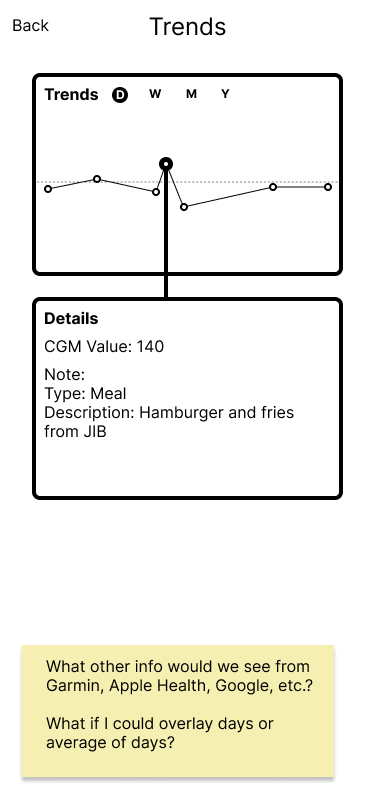 Back
Trends
Trends D W M Y
Details
CGM Value: 140
Note:
Type: Meal
Description: Hamburger and fries
from JIB
What other info would we see from
Garmin, Apple Health, Google, etc.?
What if I could overlay days or
average of days?